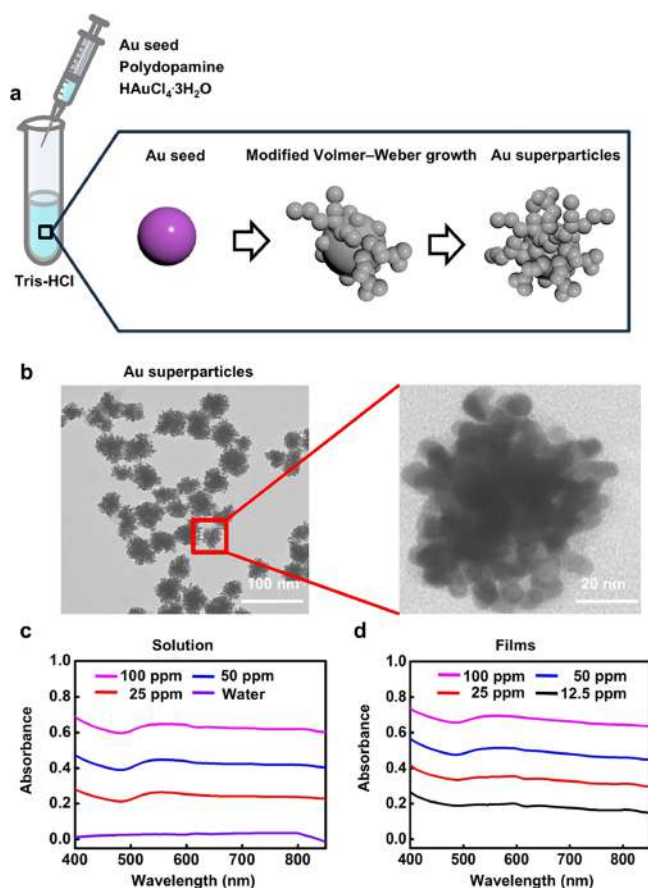 Au seed
Polydopamine
HAuCl₄·3H₂O
a
Au seed
Modified Volmer–Weber growth
Au superparticles
Tris-HCl
b
Au superparticles
100 nm
20 nm
c
Solution
1.0
0.8
0.6
0.4
0.2
0.0
Absorbance
100 ppm
50 ppm
25 ppm
Water
400
500
600
700
800
Wavelength (nm)
d
Films
1.0
0.8
0.6
0.4
0.2
0.0
Absorbance
100 ppm
50 ppm
25 ppm
12.5 ppm
400
500
600
700
800
Wavelength (nm)